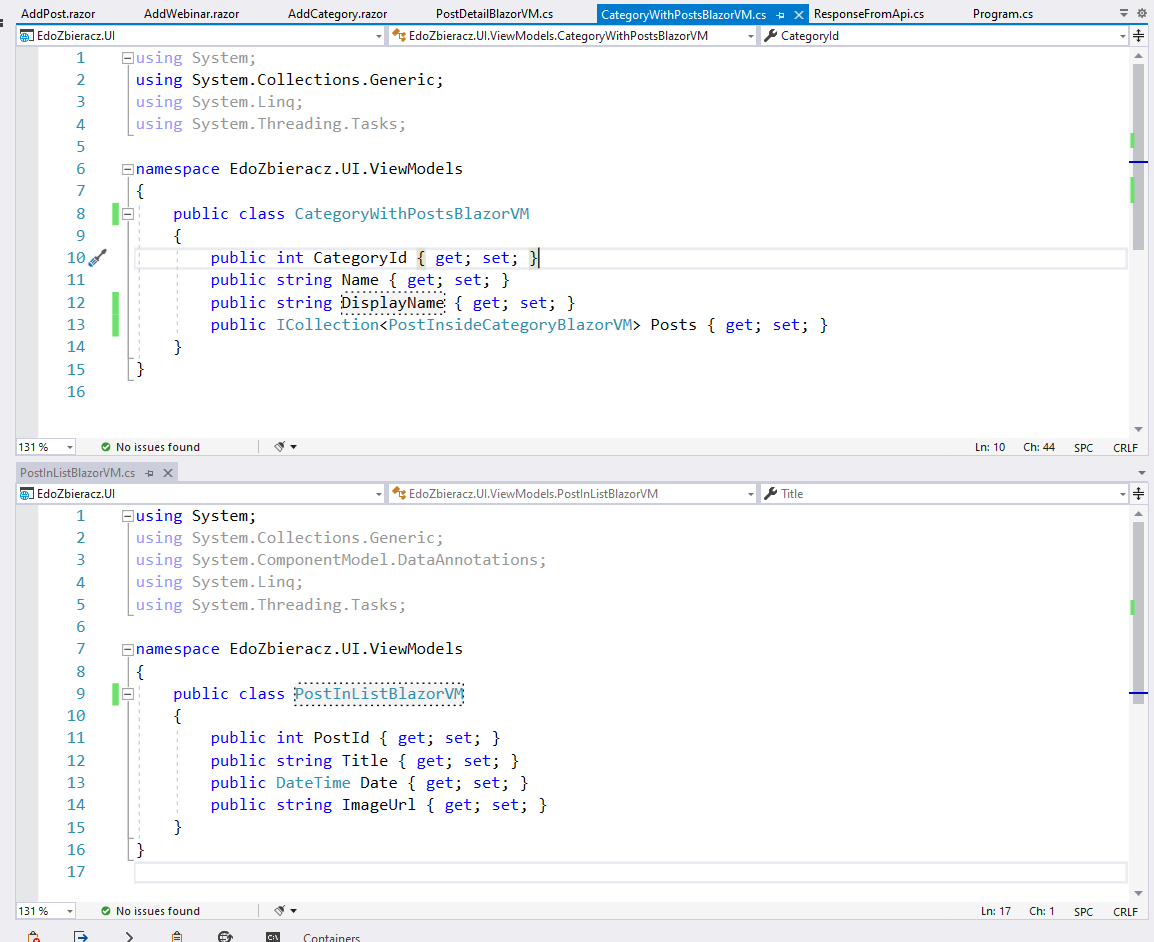 AddPost.razor AddWebinar.razor AddCategory.razor PostDetailBlazorVM.cs CategoryWithPostsBlazorVM.cs ResponseFromApi.cs Program.cs
EdoZbieracz.UI EdoZbieracz.UI.ViewModels.CategoryWithPostsBlazorVM CategoryId
1 using System;
2 using System.Collections.Generic;
3 using System.Linq;
4 using System.Threading.Tasks;
5
6 namespace EdoZbieracz.UI.ViewModels
7 {
8 public class CategoryWithPostsBlazorVM
9 {
10 public int CategoryId { get; set; }
11 public string Name { get; set; }
12 public string DisplayName { get; set; }
13 public ICollection<PostInsideCategoryBlazorVM> Posts { get; set; }
14 }
15 }
16
131 % No issues found Ln: 10 Ch: 44 SPC CRLF
PostInListBlazorVM.cs
EdoZbieracz.UI EdoZbieracz.UI.ViewModels.PostInListBlazorVM Title
1 using System;
2 using System.Collections.Generic;
3 using System.ComponentModel.DataAnnotations;
4 using System.Linq;
5 using System.Threading.Tasks;
6
7 namespace EdoZbieracz.UI.ViewModels
8 {
9 public class PostInListBlazorVM
10 {
11 public int PostId { get; set; }
12 public string Title { get; set; }
13 public DateTime Date { get; set; }
14 public string ImageUrl { get; set; }
15 }
16 }
17
131 % No issues found Ln: 17 Ch: 1 SPC CRLF
Containers